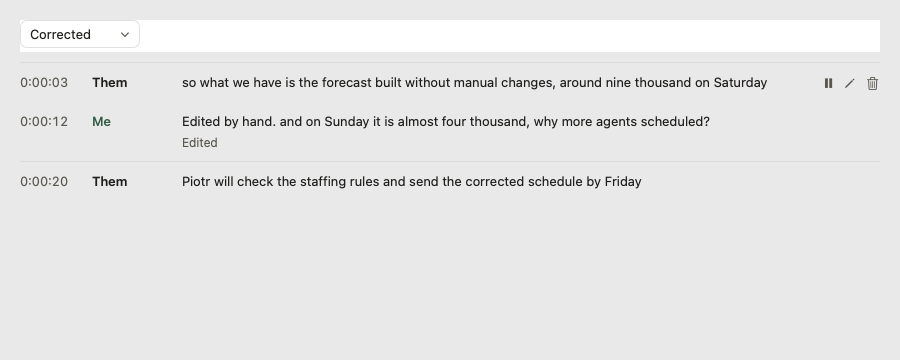 Corrected
0:00:03 Them so what we have is the forecast built without manual changes, around nine thousand on Saturday
0:00:12 Me Edited by hand. and on Sunday it is almost four thousand, why more agents scheduled?
Edited
0:00:20 Them Piotr will check the staffing rules and send the corrected schedule by Friday